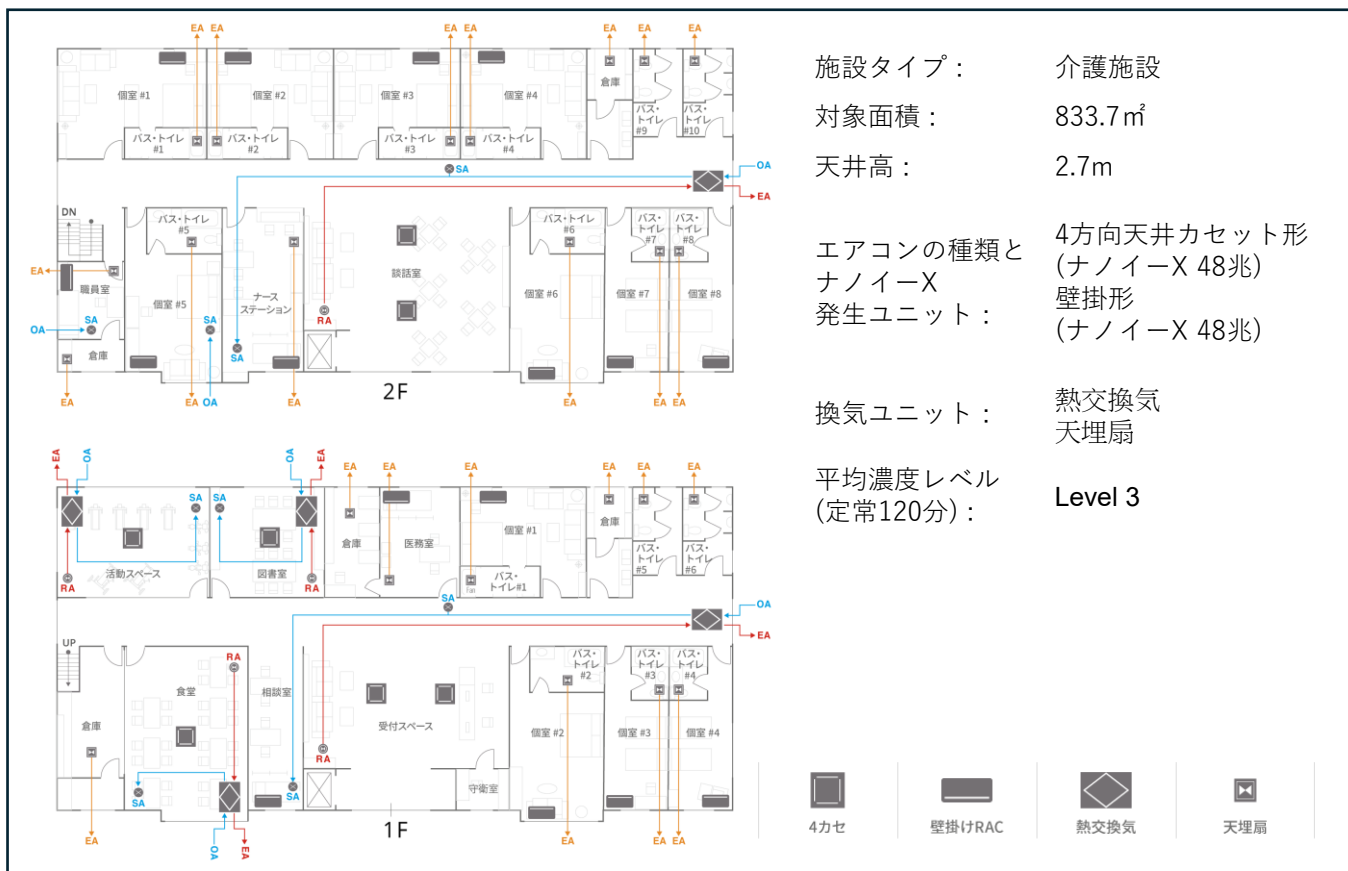 EA EA EA EA EA EA EA
個室 #1
個室 #2
個室 #3
個室 #4
倉庫
バス・トイレ
#1
バス・トイレ
#2
バス・トイレ
#3
バス・トイレ
#4
バス・
トイレ
#9
バス・
トイレ
#10
SA
OA
EA
DN
バス・トイレ
#5
バス・トイレ
#6
バス・
トイレ
#7
バス・
トイレ
#8
EA
職員室
個室 #5
ナース
ステーション
談話室
個室 #6
個室 #7
個室 #8
OA
SA
SA
RA
SA
倉庫
EA
EA
OA
EA
EA
EA
EA
2F
EA
OA
OA
EA
EA
EA
EA
EA
EA
EA
SA
SA
個室 #1
倉庫
倉庫
医務室
活動スペース
図書室
RA
RA
バス・
トイレ#1
Fan
バス・
トイレ
#5
バス・
トイレ
#6
SA
OA
EA
UP
RA
バス・
トイレ
#2
バス・
トイレ
#3
バス・
トイレ
#4
食堂
相談室
倉庫
受付スペース
個室 #2
個室 #3
個室 #4
RA
SA
SA
守衛室
EA
OA
EA
EA
EA
EA
1F
施設タイプ： 介護施設
対象面積： 833.7㎡
天井高： 2.7m
エアコンの種類と
ナノイーX
発生ユニット：
4方向天井カセット形
(ナノイーX 48兆)
壁掛形
(ナノイーX 48兆)
換気ユニット：
熱交換気
天埋扇
平均濃度レベル
(定常120分)：
Level 3
4カセ
壁掛けRAC
熱交換気
天埋扇